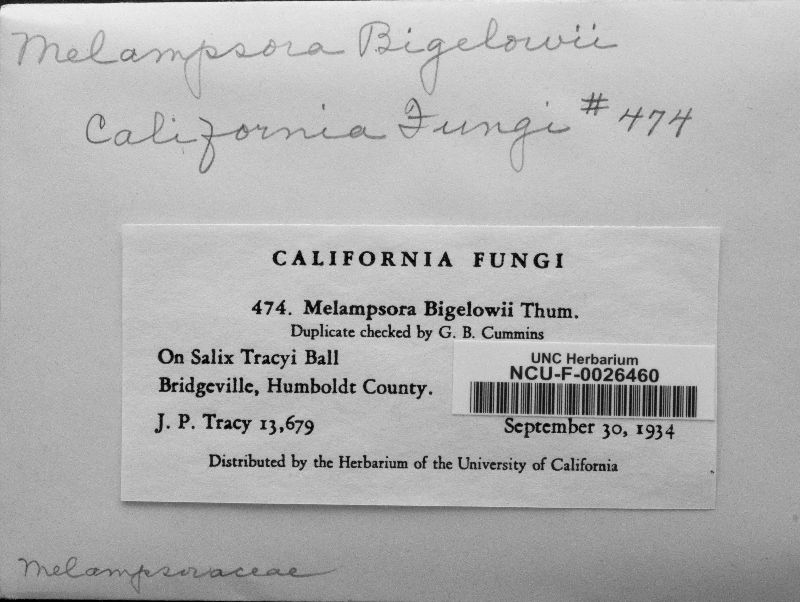 Melampsora Bigelowii
California Fungi #474
CALIFORNIA FUNGI
474. Melampsora Bigelowii Thum.
Duplicate checked by G. B. Cummins
On Salix Tracyi Ball
UNC Herbarium
NCU-F-0026460
Bridgeville, Humboldt County.
J. P. Tracy 13,679
September 30, 1934
Distributed by the Herbarium of the University of California
Melampsoraceae